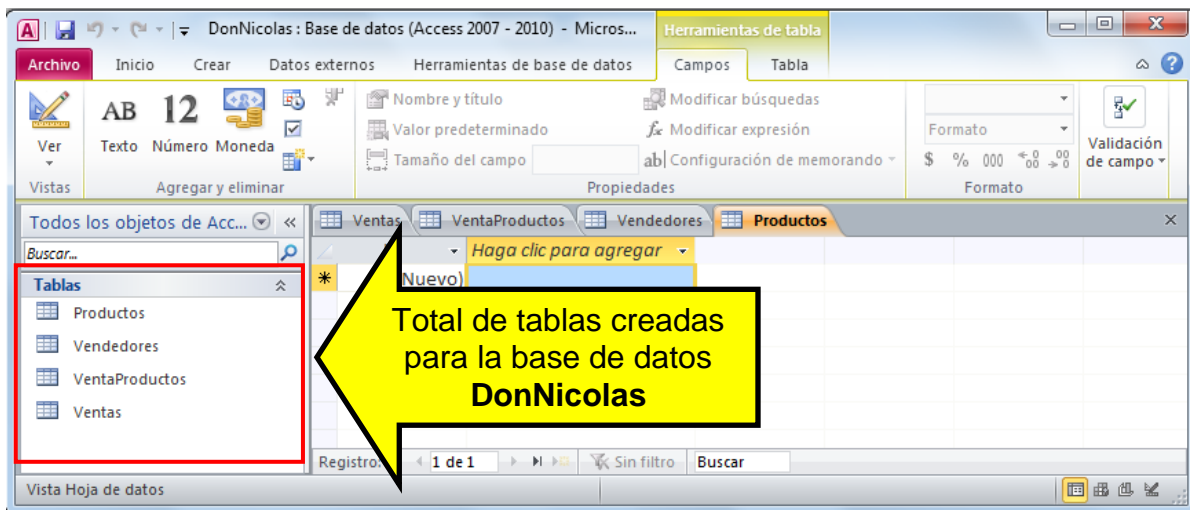 DonNicolas : Base de datos (Access 2007 - 2010) - Micros...
Herramientas de tabla
Archivo Inicio Crear Datos externos Herramientas de base de datos Campos Tabla
Ver
AB Texto
12 Número
Moneda
Nombre y título
Valor predeterminado
Tamaño del campo
Modificar búsquedas
fx Modificar expresión
ab| Configuración de memorando
Formato
$ % 000
Validación
de campo
Vistas Agregar y eliminar Propiedades Formato
Todos los objetos de Acc... «
Buscar...
Tablas
Productos
Vendedores
VentaProductos
Ventas
Ventas VentaProductos Vendedores Productos
Haga clic para agregar
Nuevo)
Total de tablas creadas
para la base de datos
DonNicolas
Registro: 1 de 1 Sin filtro Buscar
Vista Hoja de datos